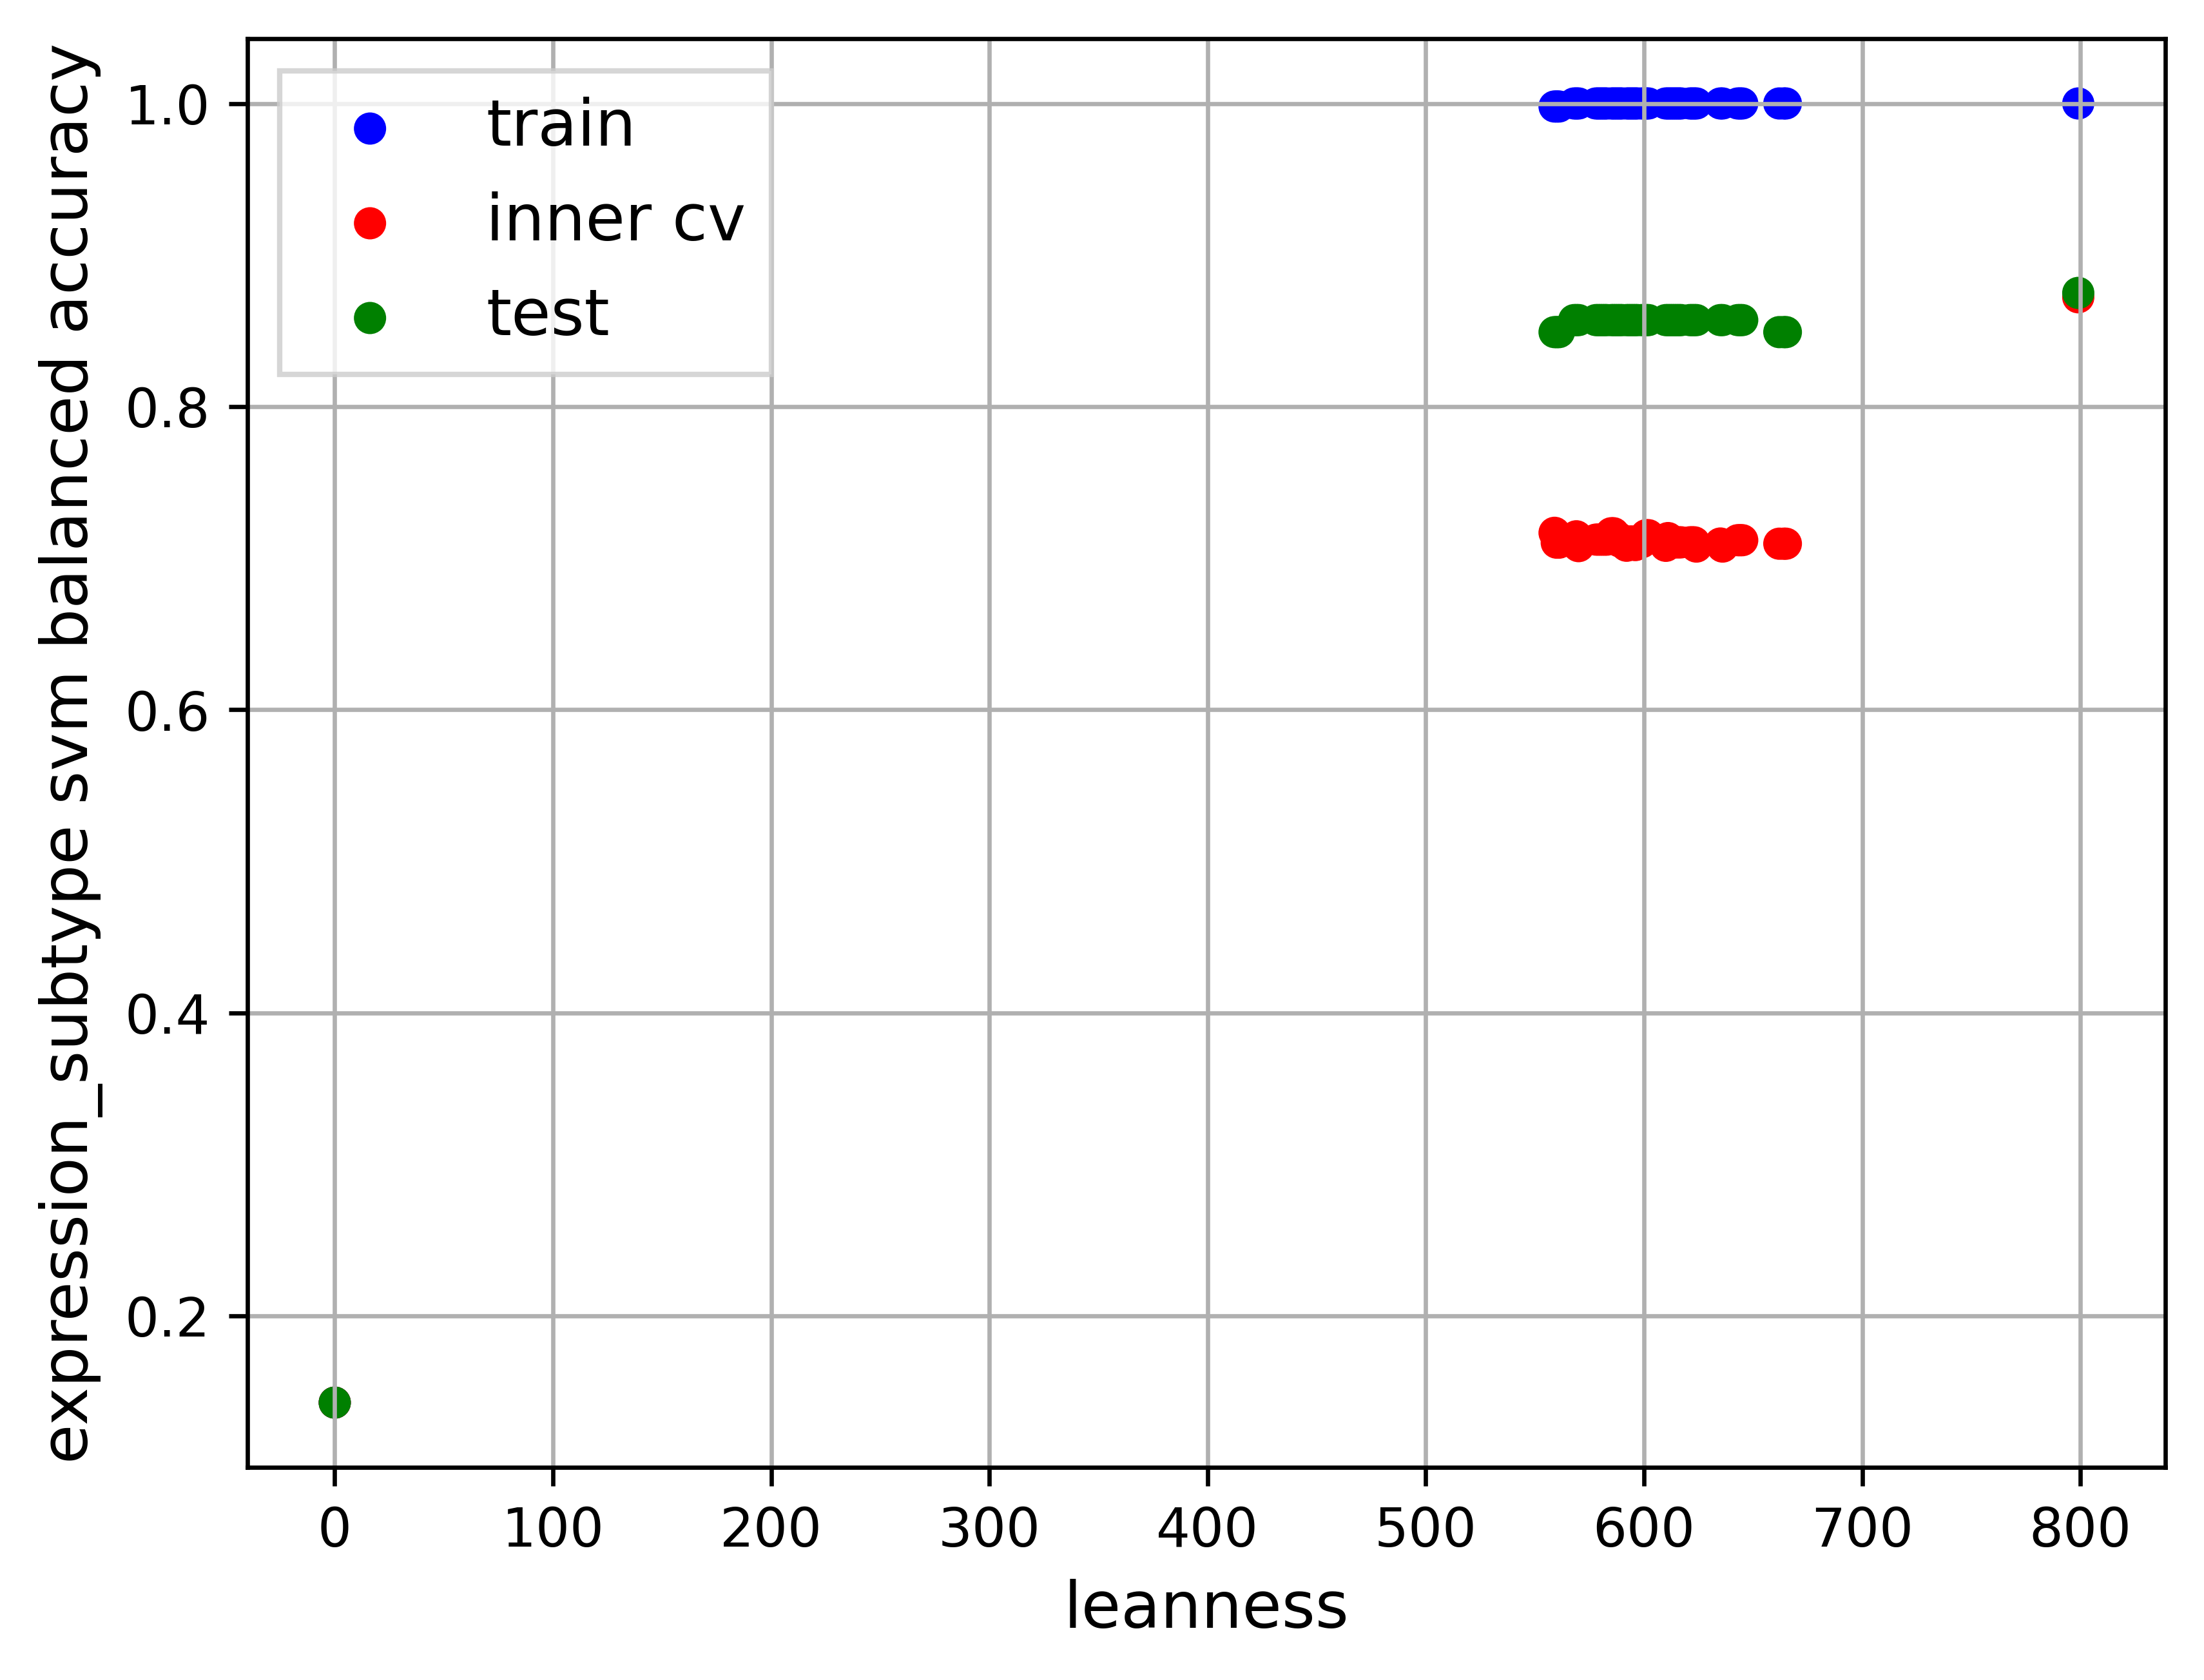 expression_subtype svm balanced accuracy
1.0
0.8
0.6
0.4
0.2
train
inner cv
test
0 100 200 300 400 500 600 700 800
leanness